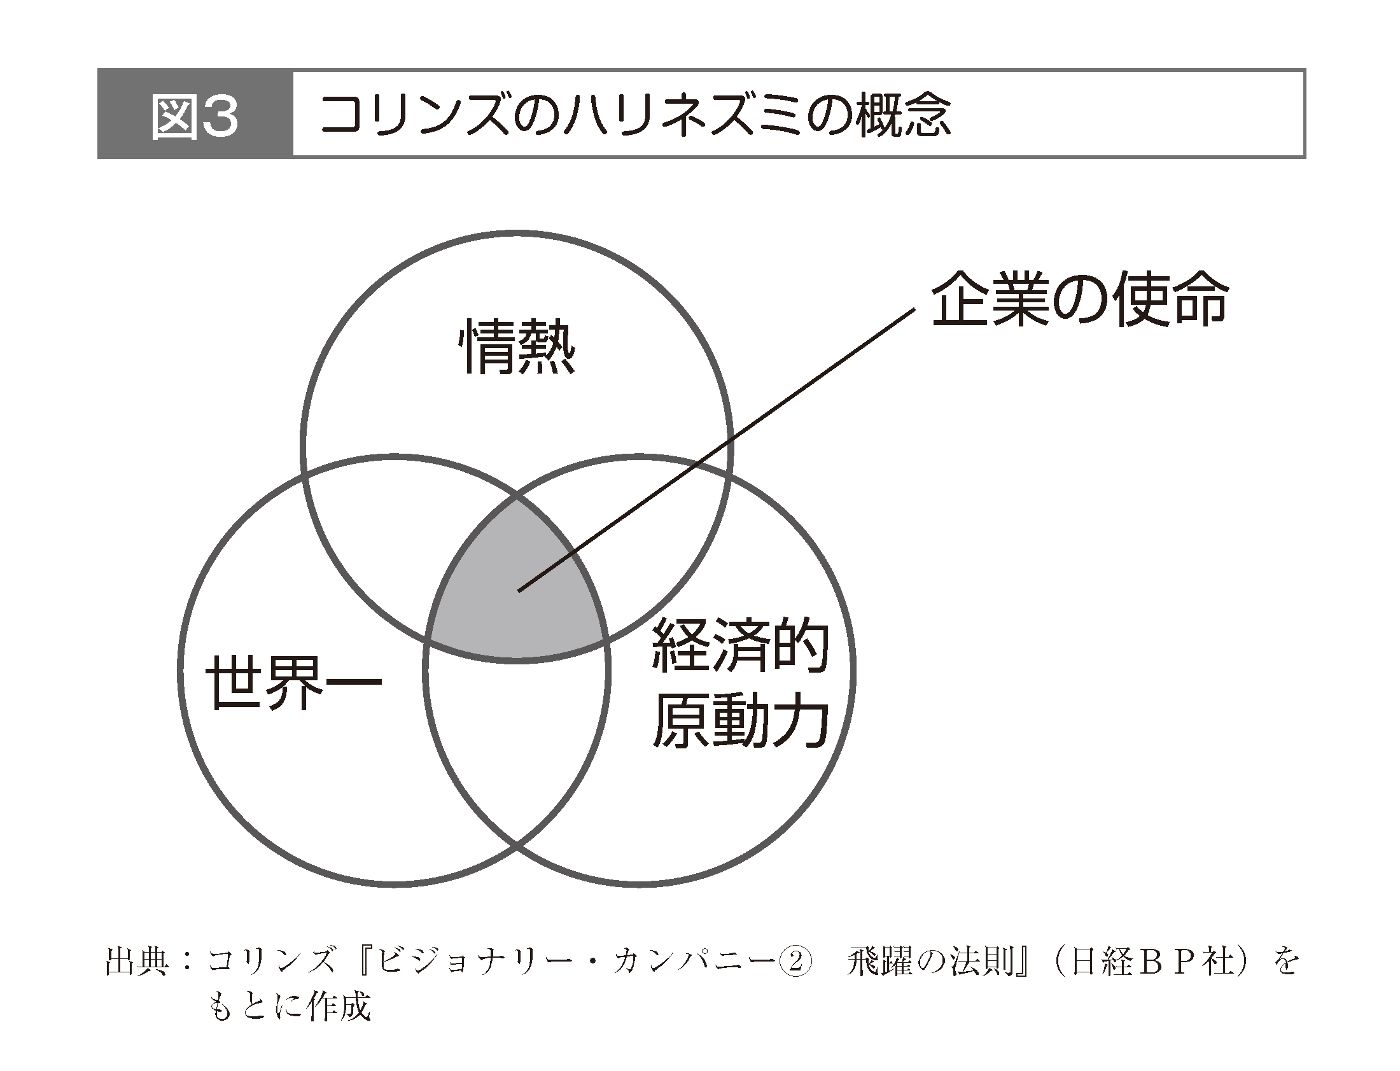 図3 コリンズのハリネズミの概念
企業の使命
情熱
世界一
経済的
原動力
出典：コリンズ『ビジョナリー・カンパニー② 飛躍の法則』（日経ＢＰ社）を
もとに作成